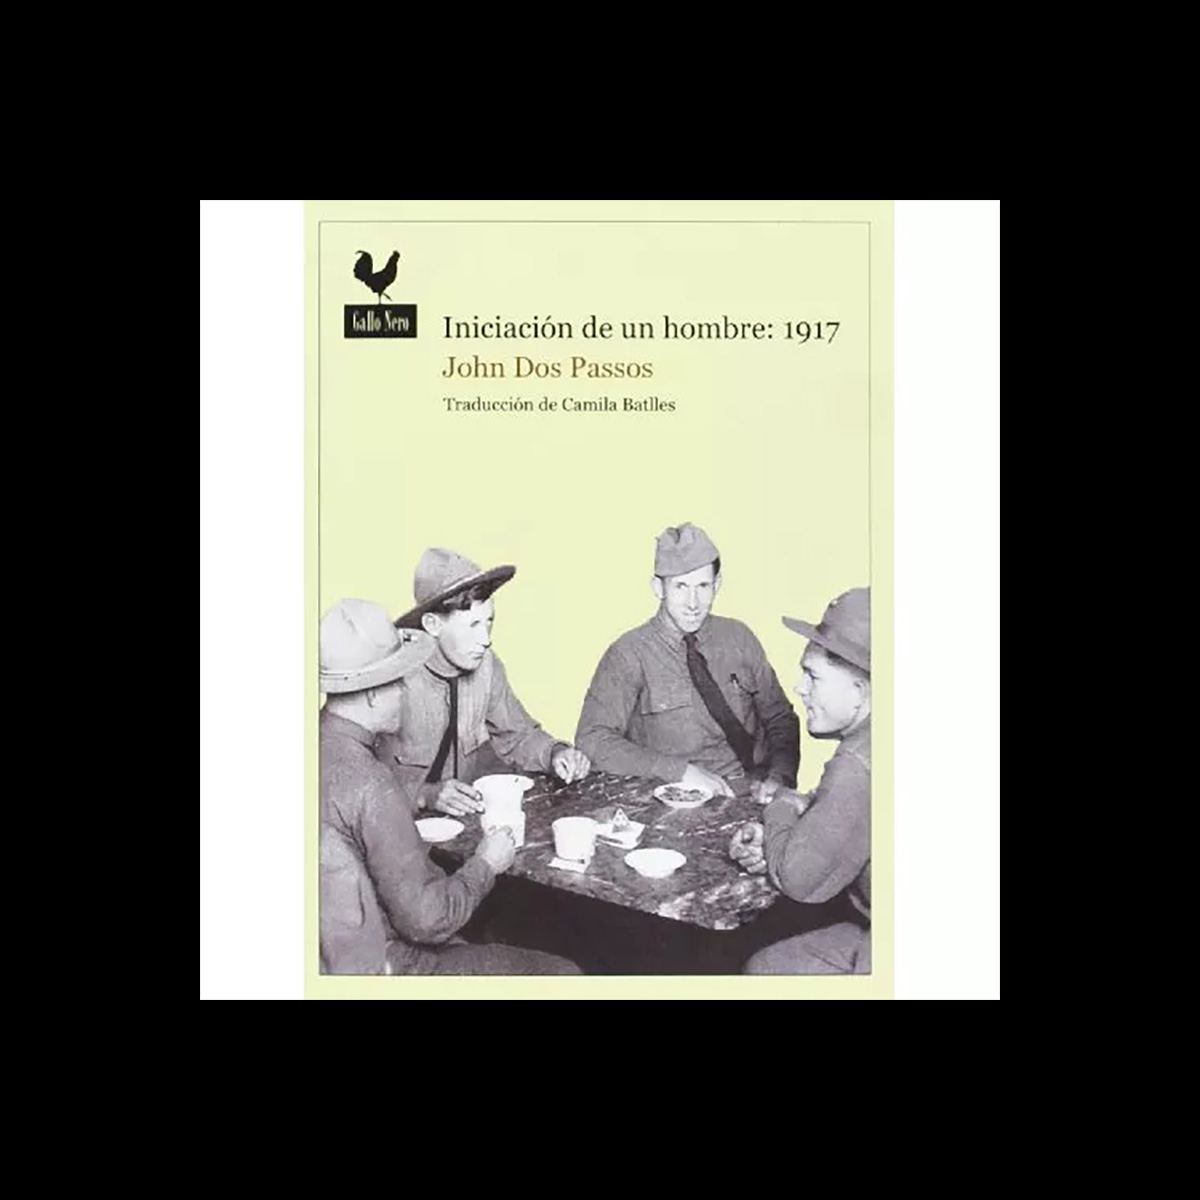 Gallo Nero
Iniciación de un hombre: 1917
John Dos Passos
Traducción de Camila Batlles